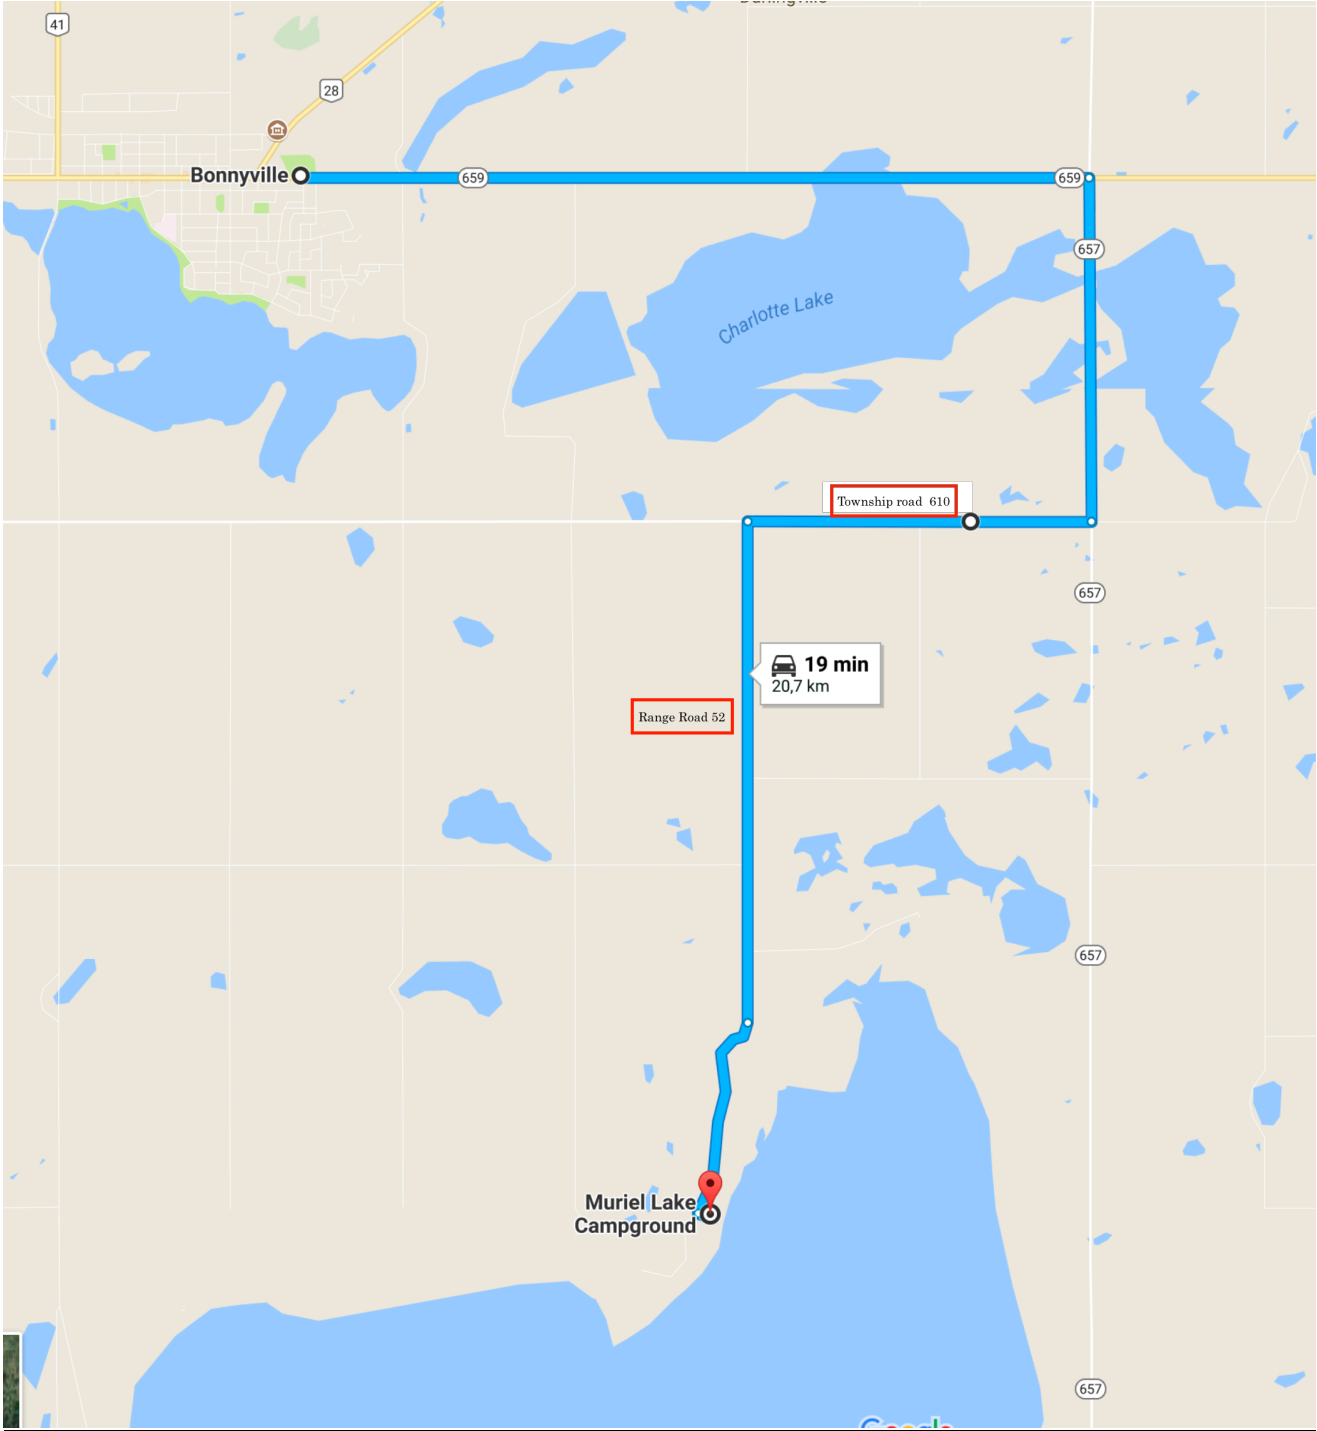 41
28
Bonnyville
659
659
657
Charlotte Lake
Township road 610
657
19 min
20,7 km
Range Road 52
657
Muriel Lake
Campground
657